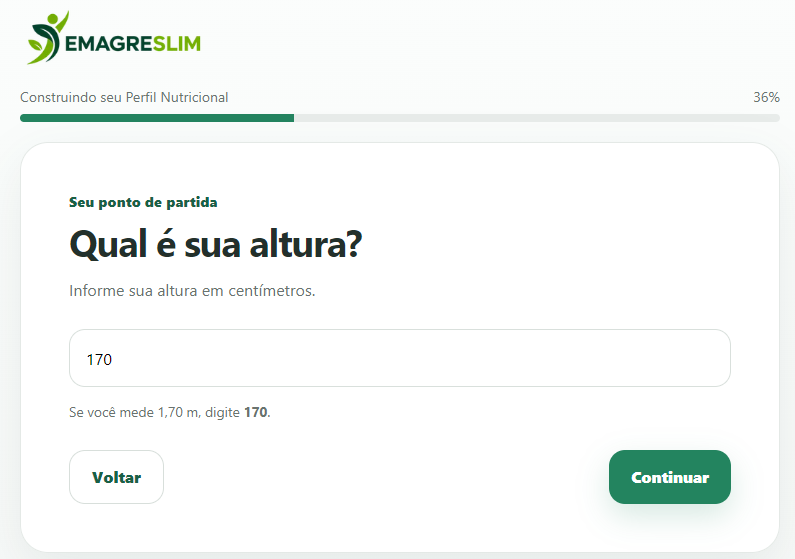 EMAGRESLIM
Construindo seu Perfil Nutricional
36%
Seu ponto de partida
Qual é sua altura?
Informe sua altura em centímetros.
170
Se você mede 1,70 m, digite 170.
Voltar
Continuar